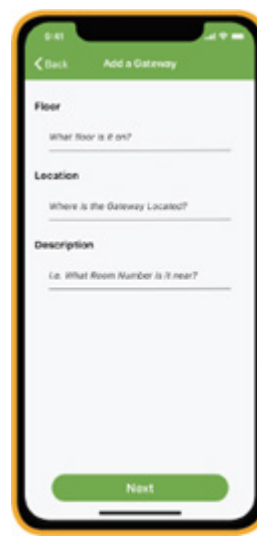 9:41
Back Add a Gateway
Floor
What floor is it on?
Location
Where is the Gateway Located?
Description
i.e. What Room Number is it near?
Next